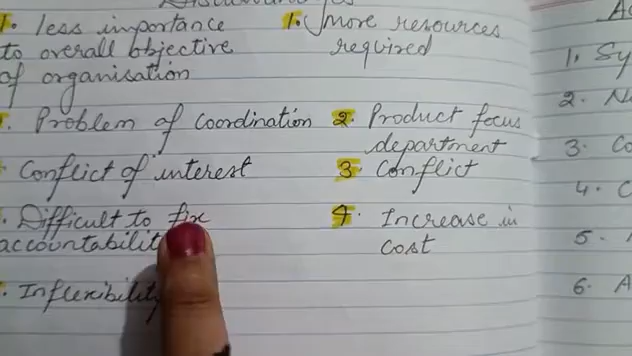 1. less importance
to overall objective
of organisation
Problem of coordination
Conflict of interest
Difficult to fix
accountabilit
Inflexibility
1. more resources
required
2. Product focus
department
3. Conflict
4. Increase in
cost
1. Sy
2.
3. Co
4. C
5.
6. A